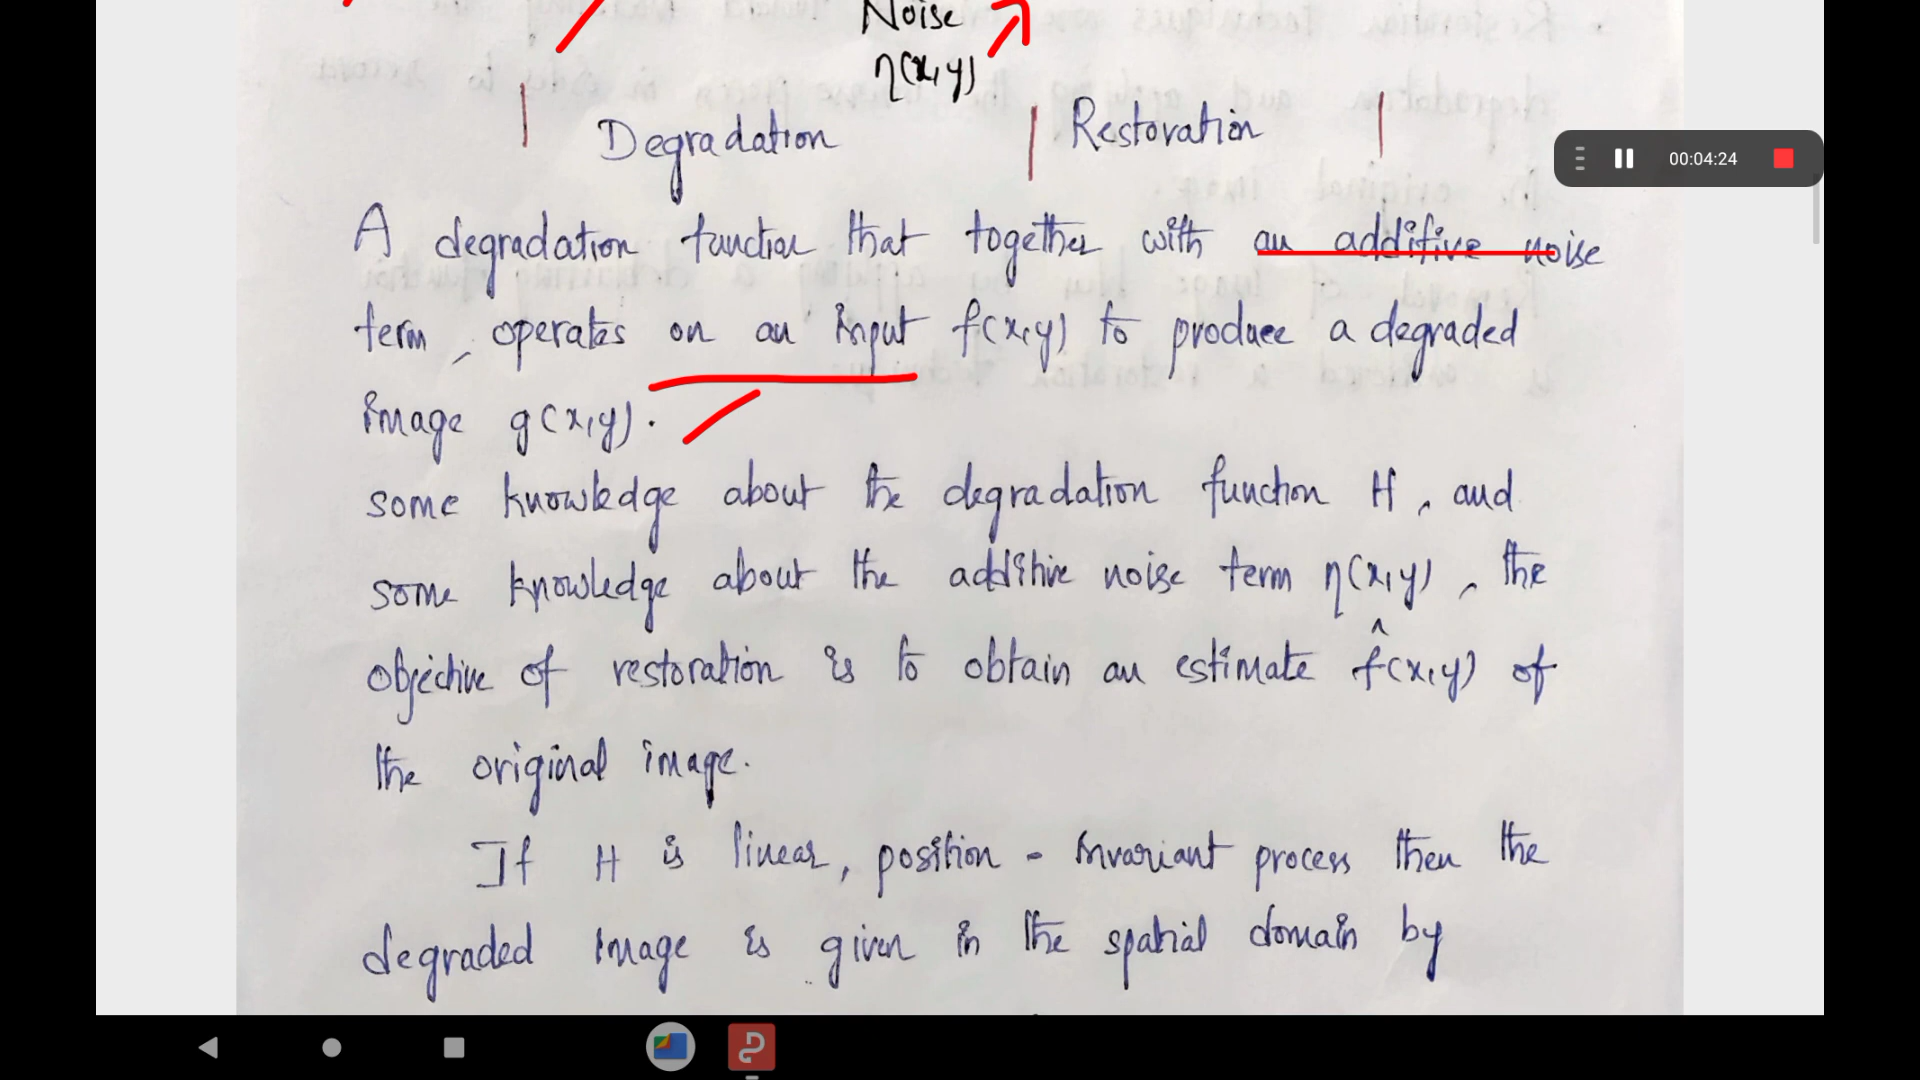 Noise
η(x,y)
Degradation Restoration
00:04:24
A degradation function that together with an additive noise
term, operates on an input f(x,y) to produce a degraded
image g(x,y).
some knowledge about the degradation function H, and
some knowledge about the additive noise term η(x,y), the
objective of restoration is to obtain an estimate f̂(x,y) of
the original image.
If H is linear, position - invariant process then the
degraded image is given in the spatial domain by